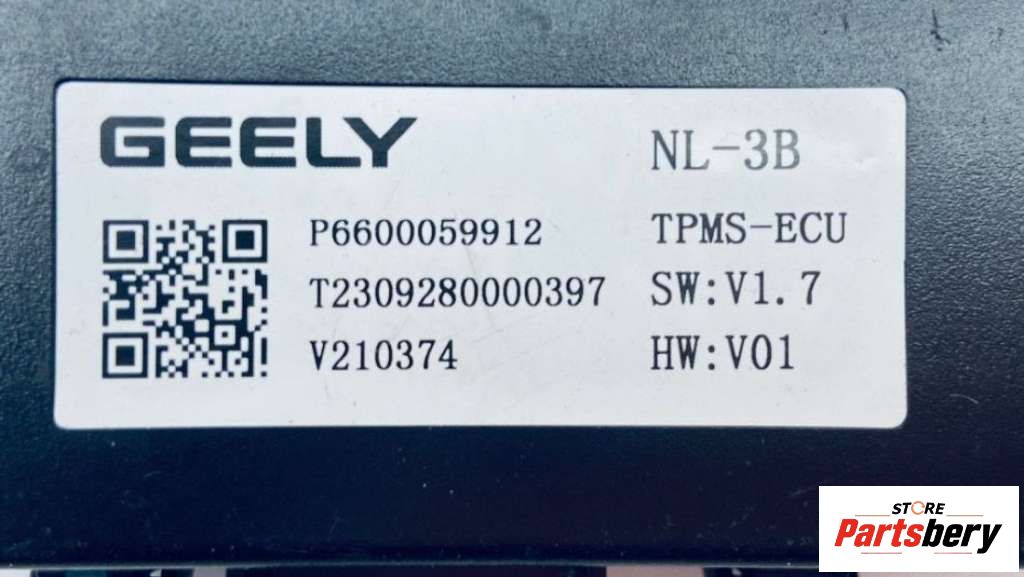 GEELY
NL-3B
P6600059912
TPMS-ECU
T2309280000397
SW:V1.7
V210374
HW:V01
STORE
Partsbery